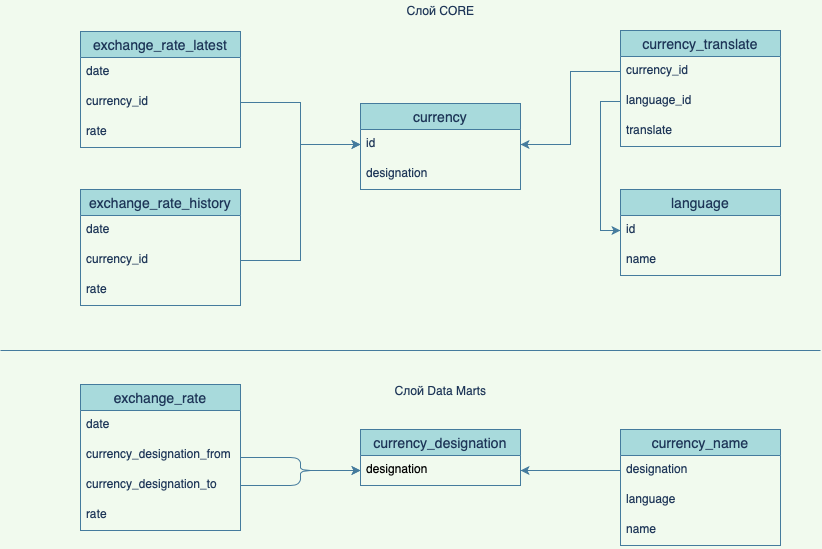 Слой CORE
exchange_rate_latest
date
currency_id
rate
exchange_rate_history
date
currency_id
rate
currency
id
designation
currency_translate
currency_id
language_id
translate
language
id
name
Слой Data Marts
exchange_rate
date
currency_designation_from
currency_designation_to
rate
currency_designation
designation
currency_name
designation
language
name